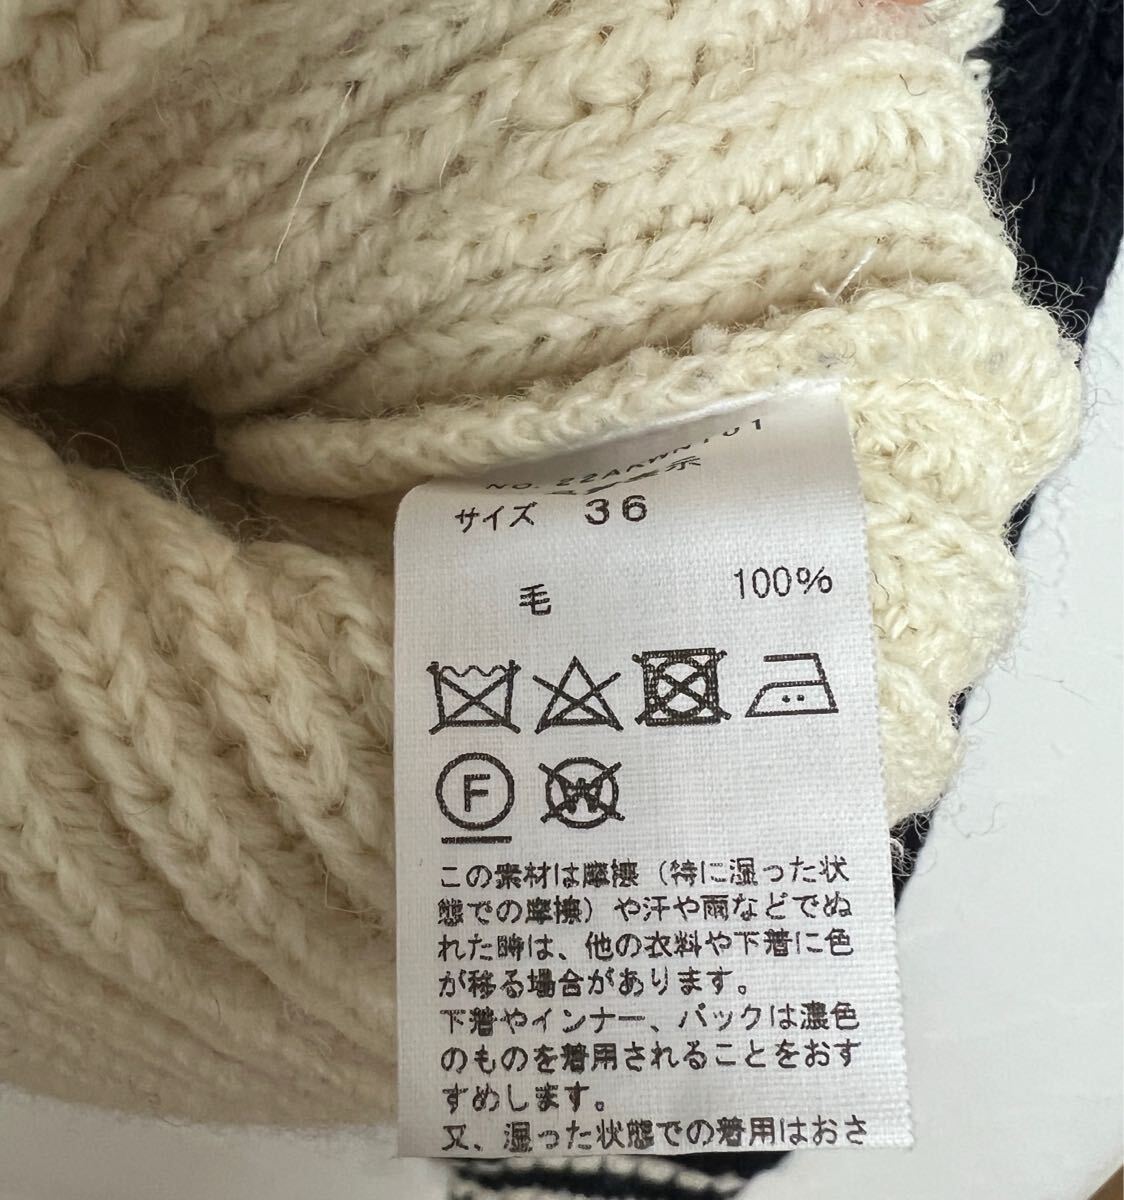 サイズ 36
毛 100%
F
W
この素材は摩擦（特に湿った状
態での摩擦）や汗や雨などでぬ
れた時は、他の衣料や下着に色
が移る場合があります。
下着やインナー、バックは濃色
のものを着用されることをおす
すめします。
又、湿った状態での着用はおさ